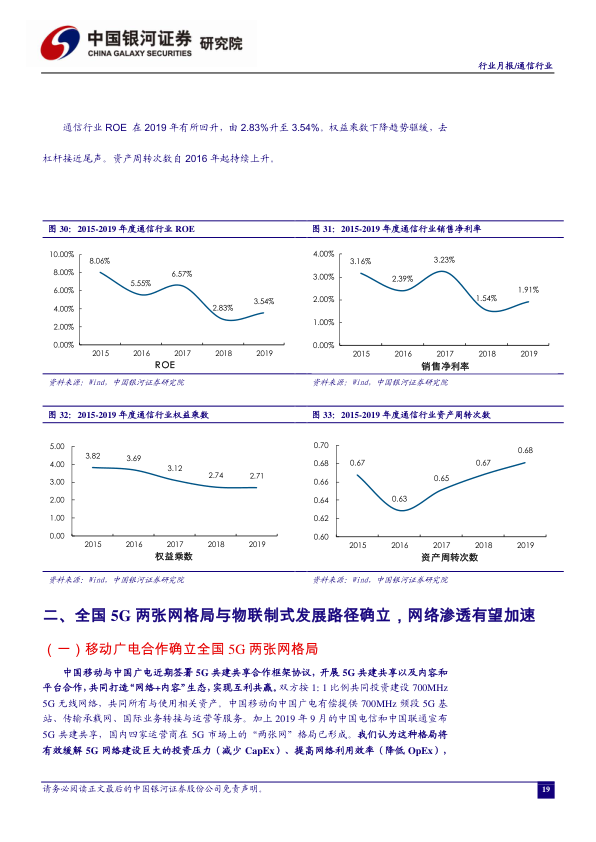 中国银河证券 研究院
CHINA GALAXY SECURITIES
行业月报/通信行业
通信行业 ROE 在 2019 年有所回升、由 2.83%升至 3.54%。权益乘数下降趋势驱缓、去
杠杆接近尾声。资产周转次数自 2016 年起持续上升。
图 30：2015-2019 年度通信行业 ROE
10.00%
8.00%
6.00%
4.00%
2.00%
0.00%
8.06%
5.55%
6.57%
2.83%
3.54%
2015 2016 2017 2018 2019
ROE
资料来源：Wind，中国银河证券研究院
图 31：2015-2019 年度通信行业销售净利率
4.00%
3.00%
2.00%
1.00%
0.00%
3.16%
2.39%
3.23%
1.54%
1.91%
2015 2016 2017 2018 2019
销售净利率
资料来源：Wind，中国银河证券研究院
图 32：2015-2019 年度通信行业权益乘数
5.00
4.00
3.00
2.00
1.00
0.00
3.82
3.69
3.12
2.74
2.71
2015 2016 2017 2018 2019
权益乘数
资料来源：Wind，中国银河证券研究院
图 33：2015-2019 年度通信行业资产周转次数
0.70
0.68
0.66
0.64
0.62
0.60
0.67
0.63
0.65
0.67
0.68
2015 2016 2017 2018 2019
资产周转次数
资料来源：Wind，中国银河证券研究院
二、全国 5G 两张网格局与物联制式发展路径确立，网络渗透有望加速
（一）移动广电合作确立全国 5G 两张网格局
中国移动与中国广电近期签署 5G 共建共享合作框架协议，开展 5G 共建共享以及内容和
平台合作，共同打造“网络+内容”生态，实现互利共赢。双方按 1：1 比例共同投资建设 700MHz
5G 无线网络，共同所有与使用相关资产。中国移动向中国广电有偿提供 700MHz 频段 5G 基
站、传输承载网、国际业务转接与运营等服务。加上 2019 年 9 月的中国电信和中国联通宣布
5G 共建共享，国内四家运营商在 5G 市场上的“两张网”格局已形成。我们认为这种格局将
有效缓解 5G 网络建设巨大的投资压力（减少 CapEx）、提高网络利用效率（降低 OpEx），
请务必阅读正文最后的中国银河证券股份公司免责声明。
19